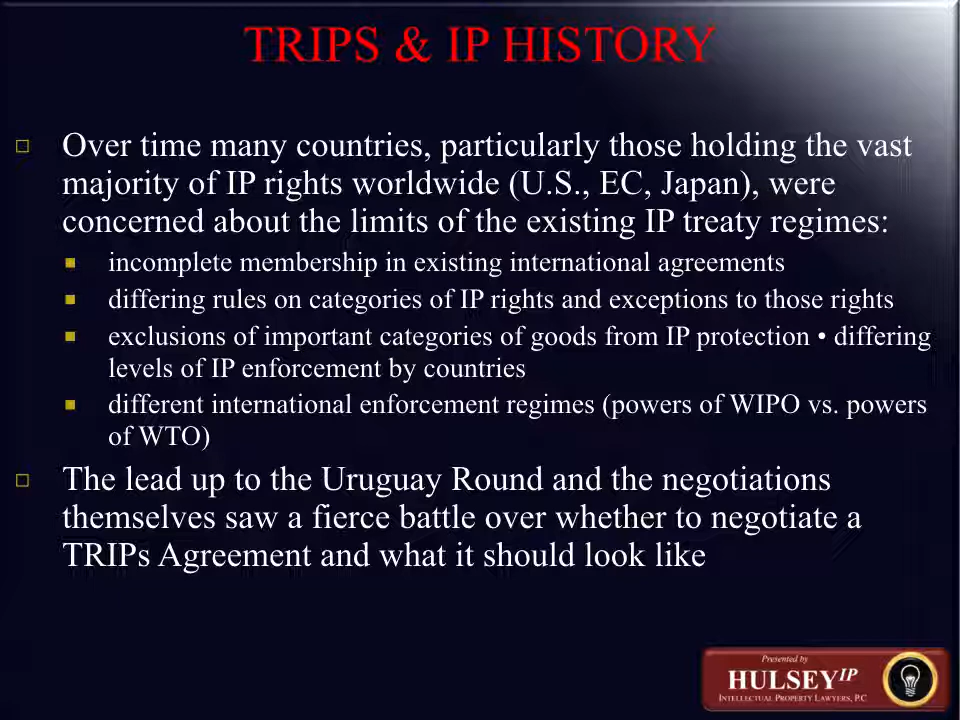 TRIPS & IP HISTORY
Over time many countries, particularly those holding the vast
majority of IP rights worldwide (U.S., EC, Japan), were
concerned about the limits of the existing IP treaty regimes:
incomplete membership in existing international agreements
differing rules on categories of IP rights and exceptions to those rights
exclusions of important categories of goods from IP protection • differing
levels of IP enforcement by countries
different international enforcement regimes (powers of WIPO vs. powers
of WTO)
The lead up to the Uruguay Round and the negotiations
themselves saw a fierce battle over whether to negotiate a
TRIPs Agreement and what it should look like
Presented by
HULSEY IP
INTELLECTUAL PROPERTY LAWYERS, P.C